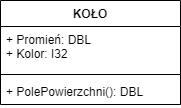 KOŁO
+ Promień: DBL
+ Kolor: I32
+ PolePowierzchni(): DBL